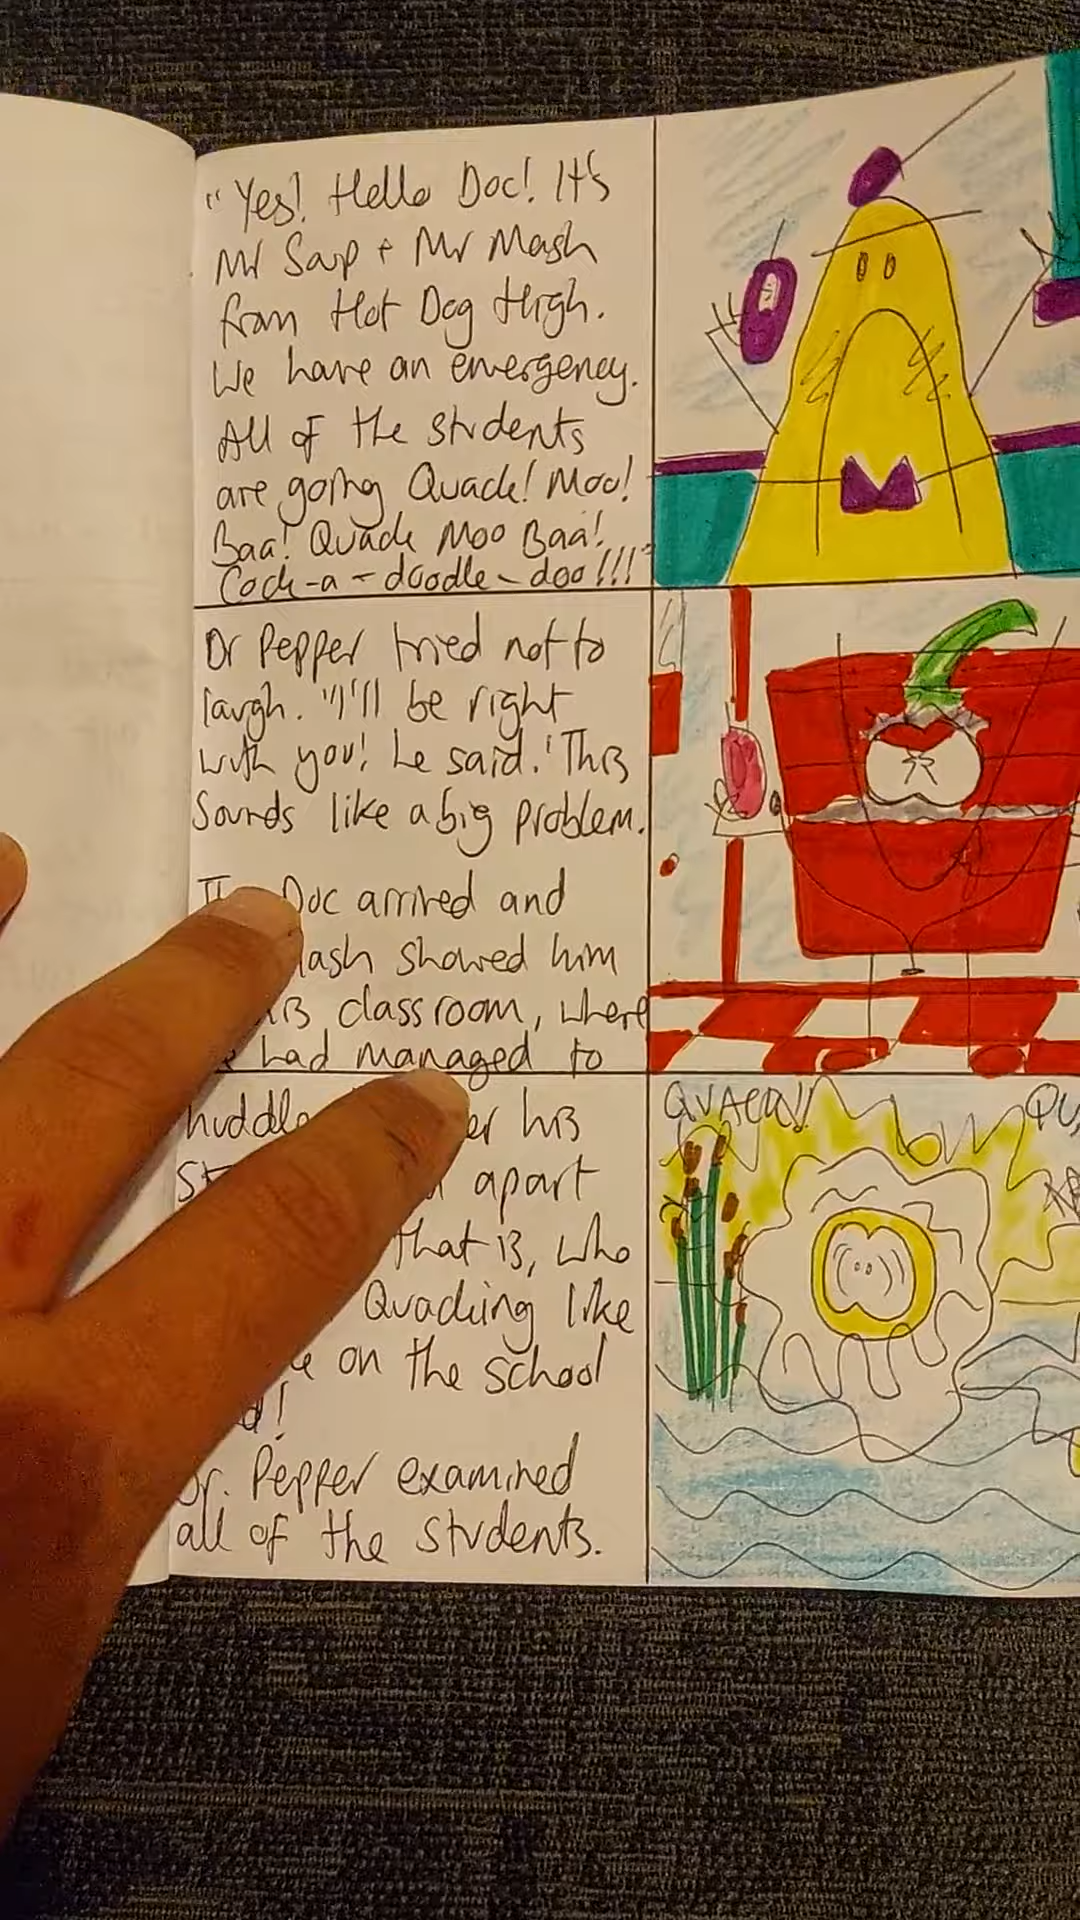 "Yes! Hello Doc! It's
Mr Soup + Mr Mash
from Hot Dog High.
We have an emergency.
All of the students
are going Quack! Moo!
Baa! Quack Moo Baa!
Cock-a-doodle-doo!!!"
Dr Pepper tried not to
laugh. "I'll be right
with you! he said. 'This
sounds like a big problem.
Doc arrived and
showed him
classroom, where
had managed to
his
apart
that is, who
Quacking like
on the school
Dr. Pepper examined
all of the students.
QUACK!!